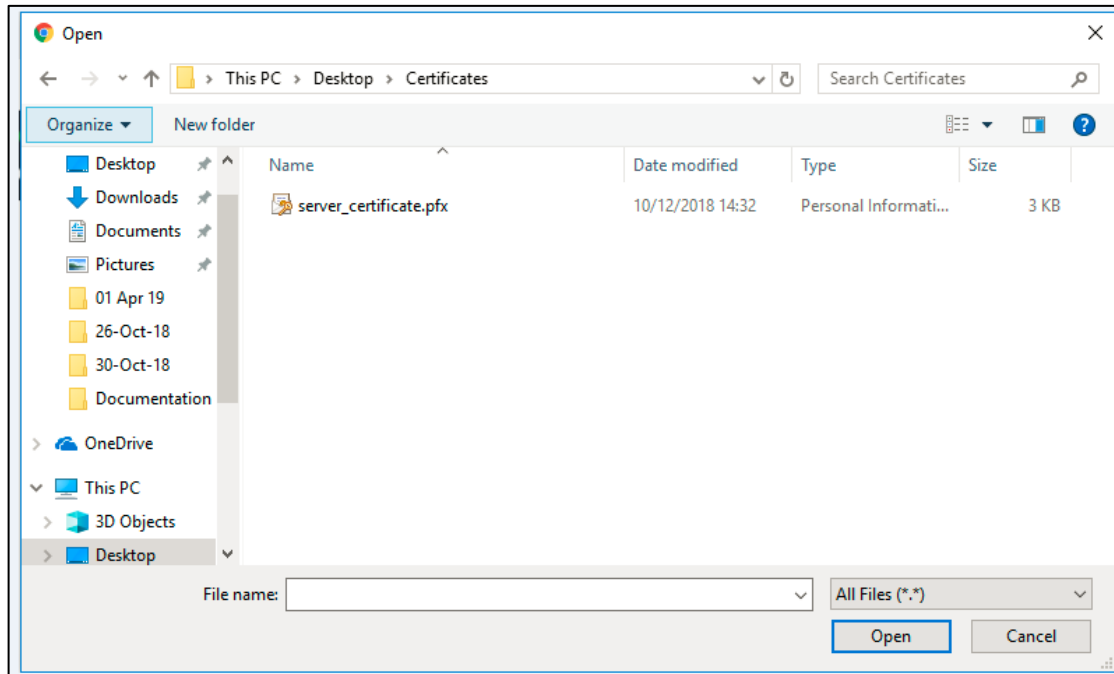 Open
This PC > Desktop > Certificates
Search Certificates
Organize
New folder
Name
Date modified
Type
Size
Desktop
Downloads
Documents
Pictures
01 Apr 19
26-Oct-18
30-Oct-18
Documentation
OneDrive
This PC
3D Objects
Desktop
server_certificate.pfx
10/12/2018 14:32
Personal Informati...
3 KB
File name:
All Files (*.*)
Open
Cancel